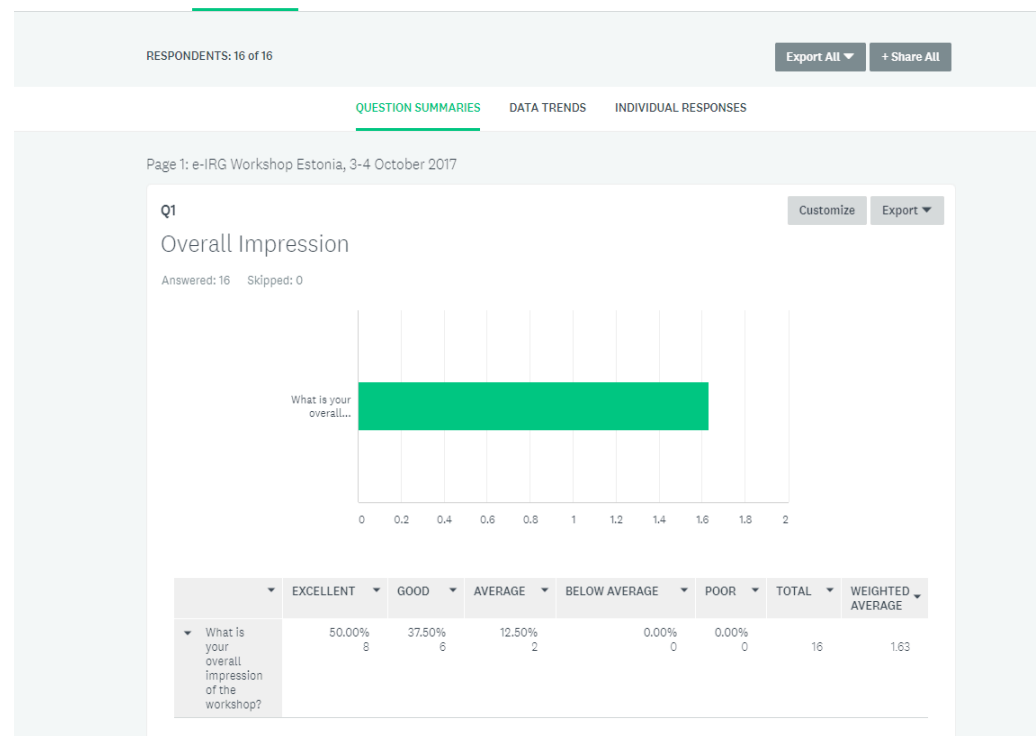 RESPONDENTS: 16 of 16
Export All
+ Share All
QUESTION SUMMARIES
DATA TRENDS
INDIVIDUAL RESPONSES
Page 1: e-IRG Workshop Estonia, 3-4 October 2017
Q1
Customize
Export
Overall Impression
Answered: 16 Skipped: 0
What is your
overall...
0 0.2 0.4 0.6 0.8 1 1.2 1.4 1.6 1.8 2
EXCELLENT GOOD AVERAGE BELOW AVERAGE POOR TOTAL WEIGHTED
AVERAGE
What is 50.00% 37.50% 12.50% 0.00% 0.00%
your 8 6 2 0 0 16 1.63
overall
impression
of the
workshop?